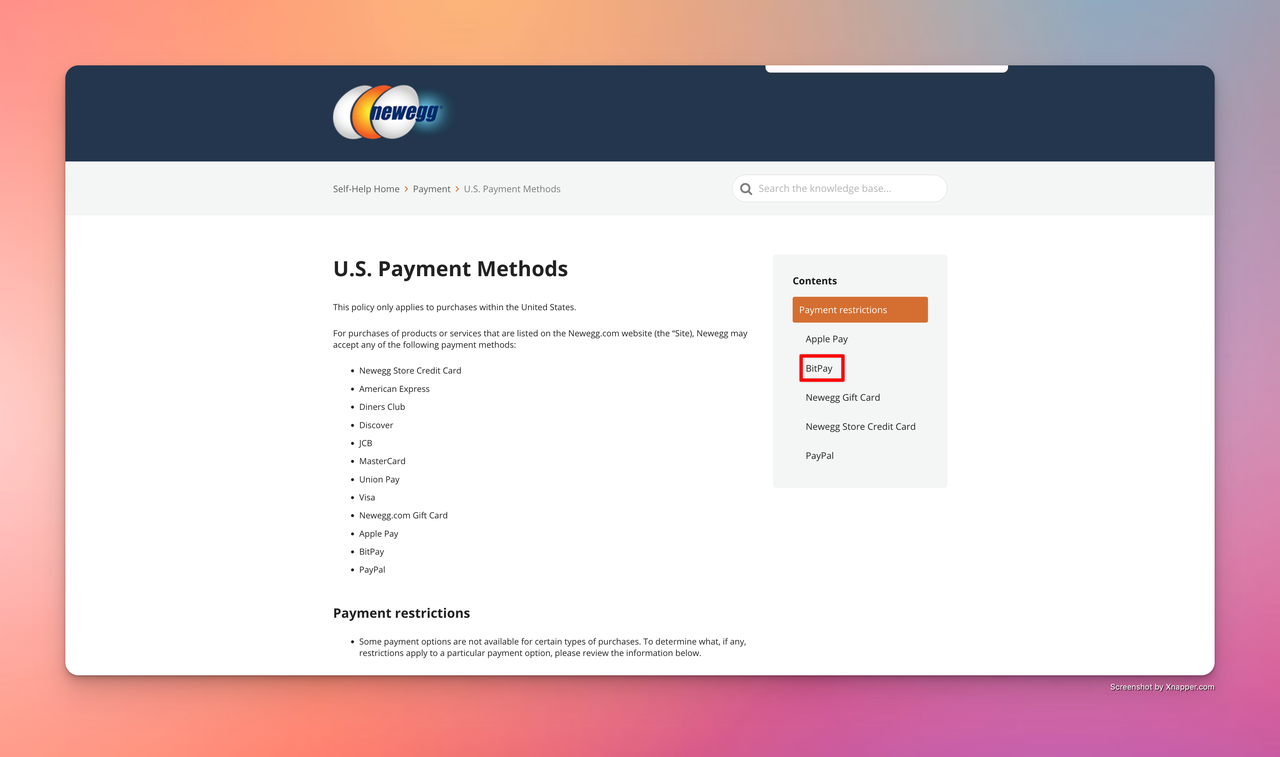 newegg
Self-Help Home > Payment > U.S. Payment Methods
Search the knowledge base...
U.S. Payment Methods
This policy only applies to purchases within the United States.
For purposes of products or services that are listed on the Newegg.com website (the “Site), Newegg may
accept any of the following payment methods:
• Newegg Store Credit Card
• American Express
• Diners Club
• Discover
• JCB
• MasterCard
• Union Pay
• Visa
• Newegg.com Gift Card
• Apple Pay
• BitPay
• PayPal
Payment restrictions
• Some payment options are not available for certain types of purchases. To determine what, if any,
restrictions apply to a particular payment option, please review the information below.
Contents
Payment restrictions
Apple Pay
BitPay
Newegg Gift Card
Newegg Store Credit Card
PayPal
Screenshot by Xnapper.com